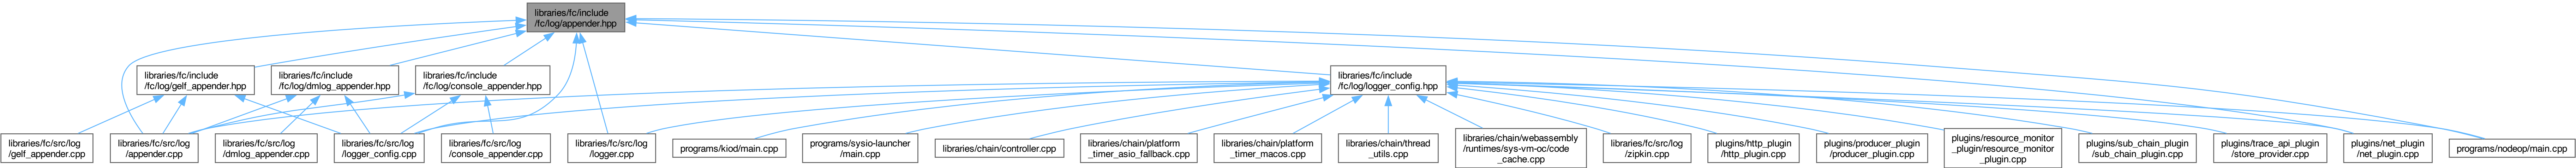 libraries/fc/include
/fc/log/appender.hpp
libraries/fc/include
/fc/log/gelf_appender.hpp
libraries/fc/include
/fc/log/dmlog_appender.hpp
libraries/fc/include
/fc/log/console_appender.hpp
libraries/fc/include
/fc/log/logger_config.hpp
libraries/fc/src/log
/gelf_appender.cpp
libraries/fc/src/log
/appender.cpp
libraries/fc/src/log
/dmlog_appender.cpp
libraries/fc/src/log
/logger_config.cpp
libraries/fc/src/log
/console_appender.cpp
libraries/fc/src/log
/logger.cpp
programs/kiod/main.cpp
programs/sysio-launcher
/main.cpp
libraries/chain/controller.cpp
libraries/chain/platform
_timer_asio_fallback.cpp
libraries/chain/platform
_timer_macos.cpp
libraries/chain/thread
_utils.cpp
libraries/chain/webassembly
/runtimes/sys-vm-oc/code
_cache.cpp
libraries/fc/src/log
/zipkin.cpp
plugins/http_plugin
/http_plugin.cpp
plugins/producer_plugin
/producer_plugin.cpp
plugins/resource_monitor
_plugin/resource_monitor
_plugin.cpp
plugins/sub_chain_plugin
/sub_chain_plugin.cpp
plugins/trace_api_plugin
/store_provider.cpp
plugins/net_plugin
/net_plugin.cpp
programs/nodeop/main.cpp